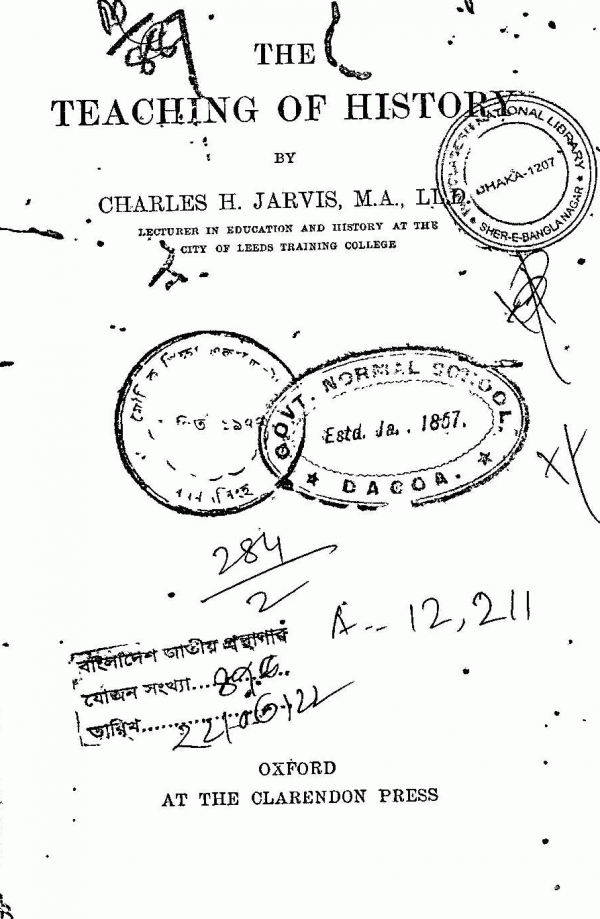 THE
TEACHING OF HISTORY
BY
CHARLES H. JARVIS, M.A., LL.D.
LECTURER IN EDUCATION AND HISTORY AT THE
CITY OF LEEDS TRAINING COLLEGE
NATIONAL LIBRARY
DHAKA-1207
SHER-E-BANGLA NAGAR
GOVT. NORMAL SCHOOL.
Estd. Ja.. 1857.
DACCA.
284
2
A-- 12,211
বাংলাদেশ জাতীয় গ্রন্থাগার
যোজন সংখ্যা
তারিখ
OXFORD
AT THE CLARENDON PRESS